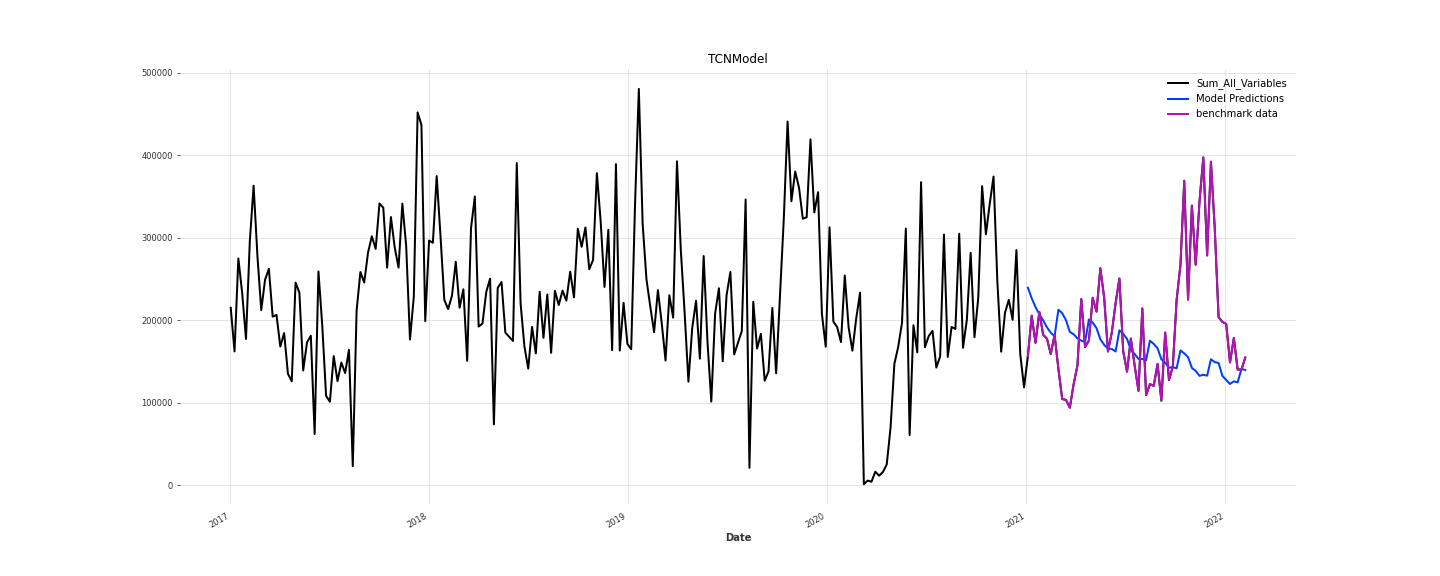 TCNModel
500000
400000
300000
200000
100000
0
Sum_All_Variables
Model Predictions
benchmark data
2017
2018
2019
2020
2021
2022
Date